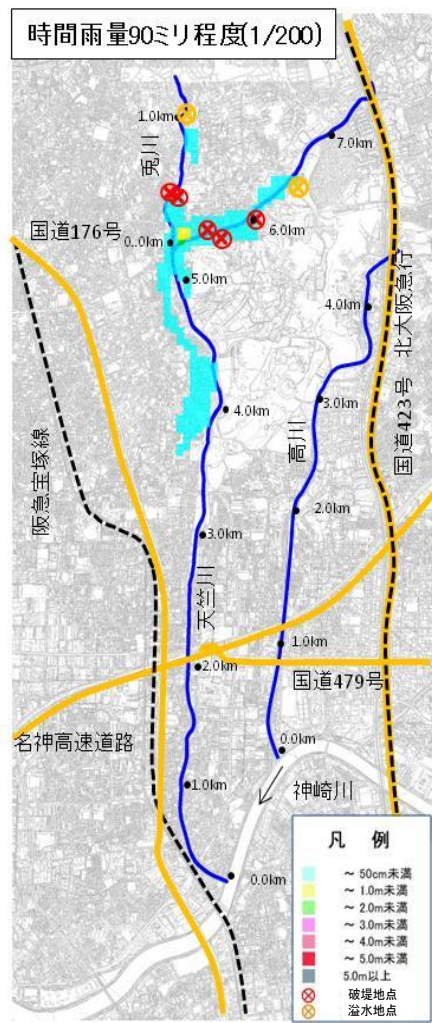 時間雨量90ミリ程度(1/200)
1.0km
兎川
7.0km
国道176号
6.0km
0.0km
5.0km
北大阪急行
4.0km
国道423号
3.0km
4.0km
高川
阪急宝塚線
2.0km
3.0km
天竺川
1.0km
2.0km
国道479号
名神高速道路
0.0km
神崎川
1.0km
0.0km
凡 例
～ 50cm未満
～ 1.0m未満
～ 2.0m未満
～ 3.0m未満
～ 4.0m未満
～ 5.0m未満
5.0m以上
破堤地点
溢水地点